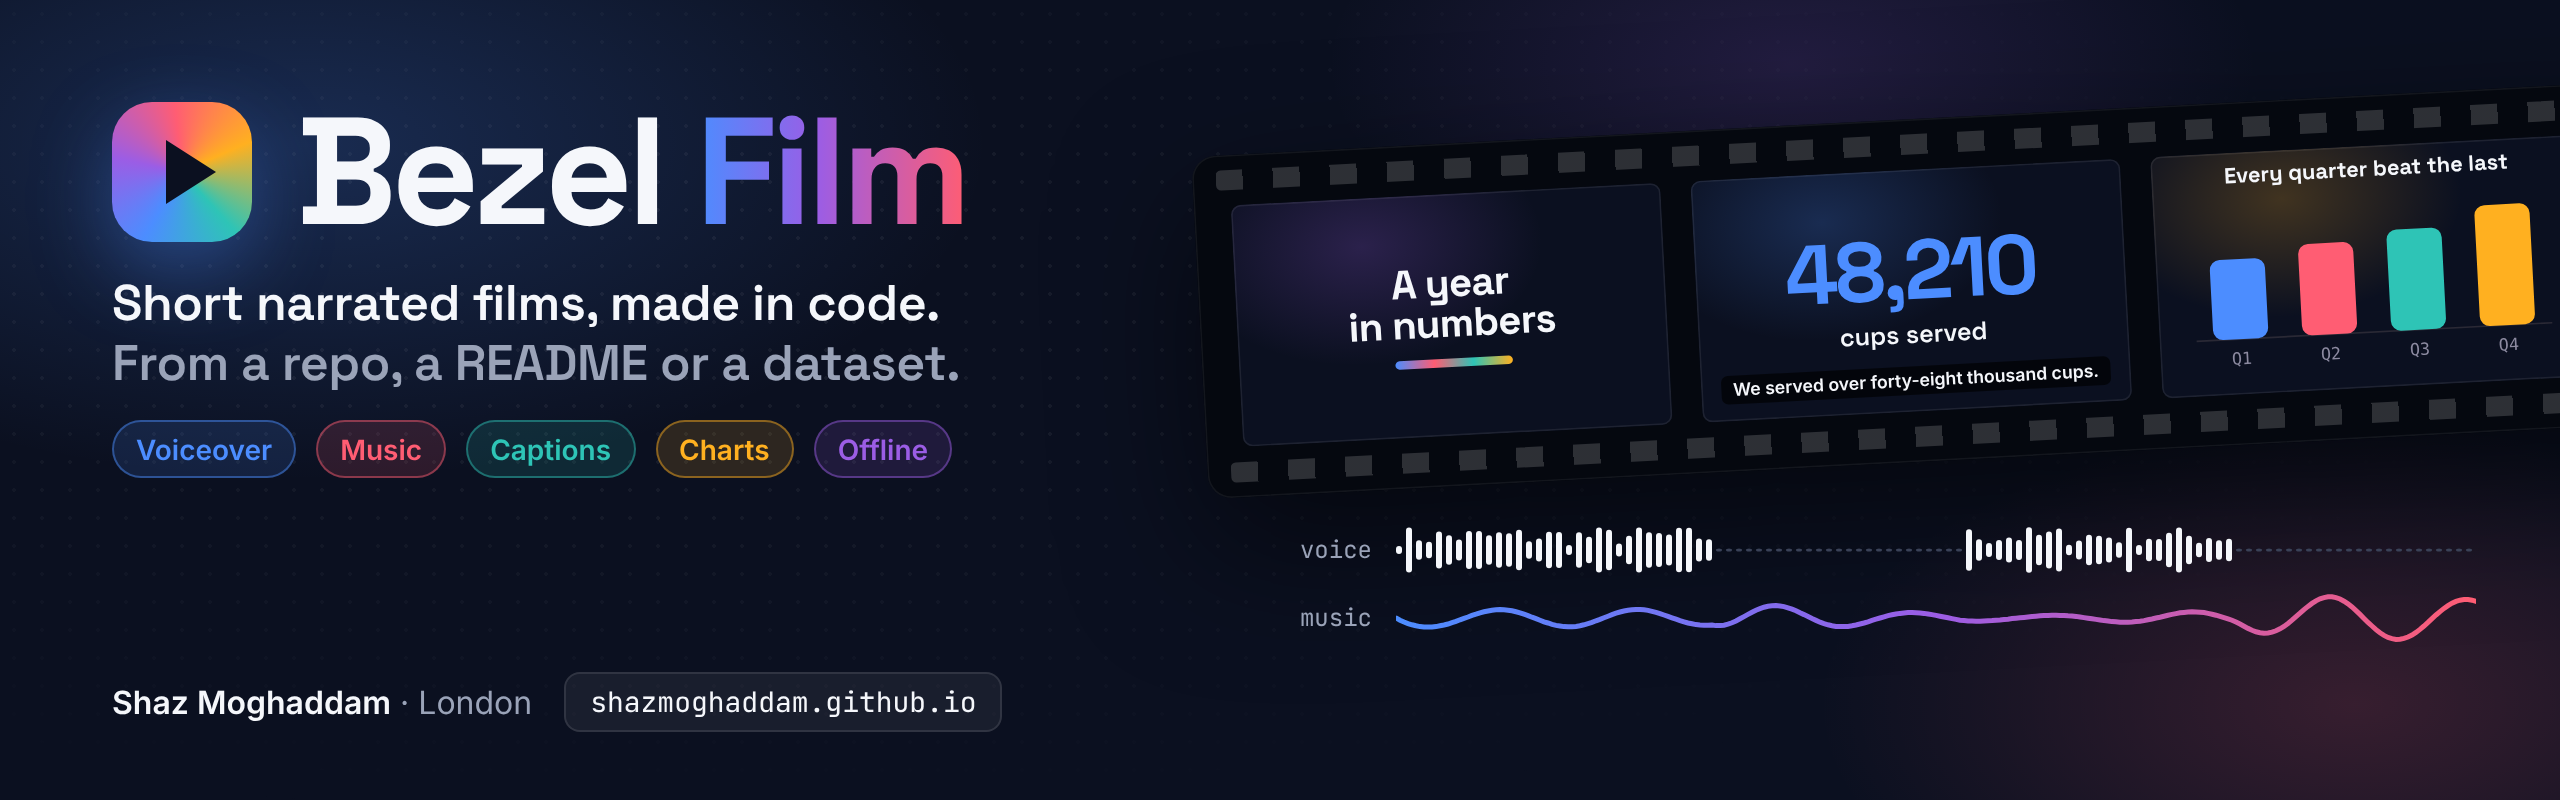 Bezel Film
Short narrated films, made in code.
From a repo, a README or a dataset.
Voiceover Music Captions Charts Offline
Shaz Moghaddam · London shazmoghaddam.github.io
A year
in numbers
48,210
cups served
We served over forty-eight thousand cups.
Every quarter beat the last
Q1 Q2 Q3 Q4
voice
music